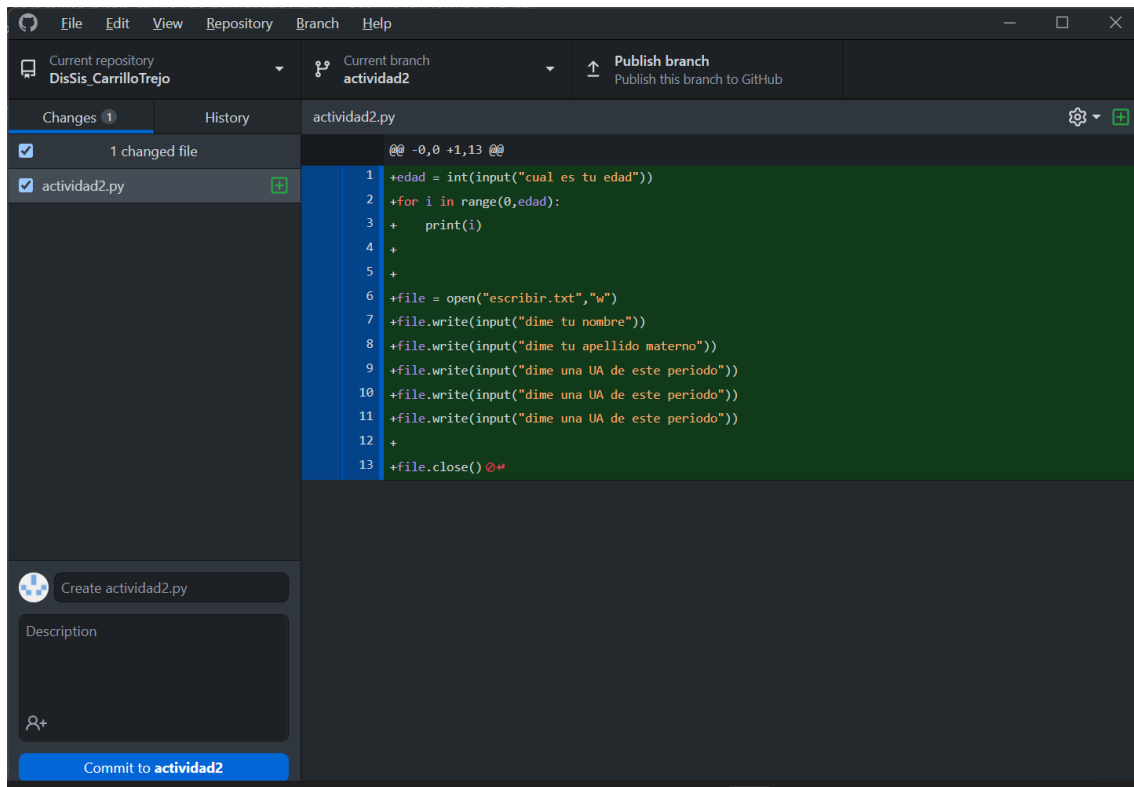 File Edit View Repository Branch Help
Current repository
DisSis_CarrilloTrejo
Current branch
actividad2
Publish branch
Publish this branch to GitHub
Changes 1 History
1 changed file
actividad2.py
actividad2.py
@@ -0,0 +1,13 @@
1 +edad = int(input("cual es tu edad"))
2 +for i in range(0,edad):
3 +    print(i)
4 +
5 +
6 +file = open("escribir.txt","w")
7 +file.write(input("dime tu nombre"))
8 +file.write(input("dime tu apellido materno"))
9 +file.write(input("dime una UA de este periodo"))
10 +file.write(input("dime una UA de este periodo"))
11 +file.write(input("dime una UA de este periodo"))
12 +
13 +file.close()
Create actividad2.py
Description
Commit to actividad2